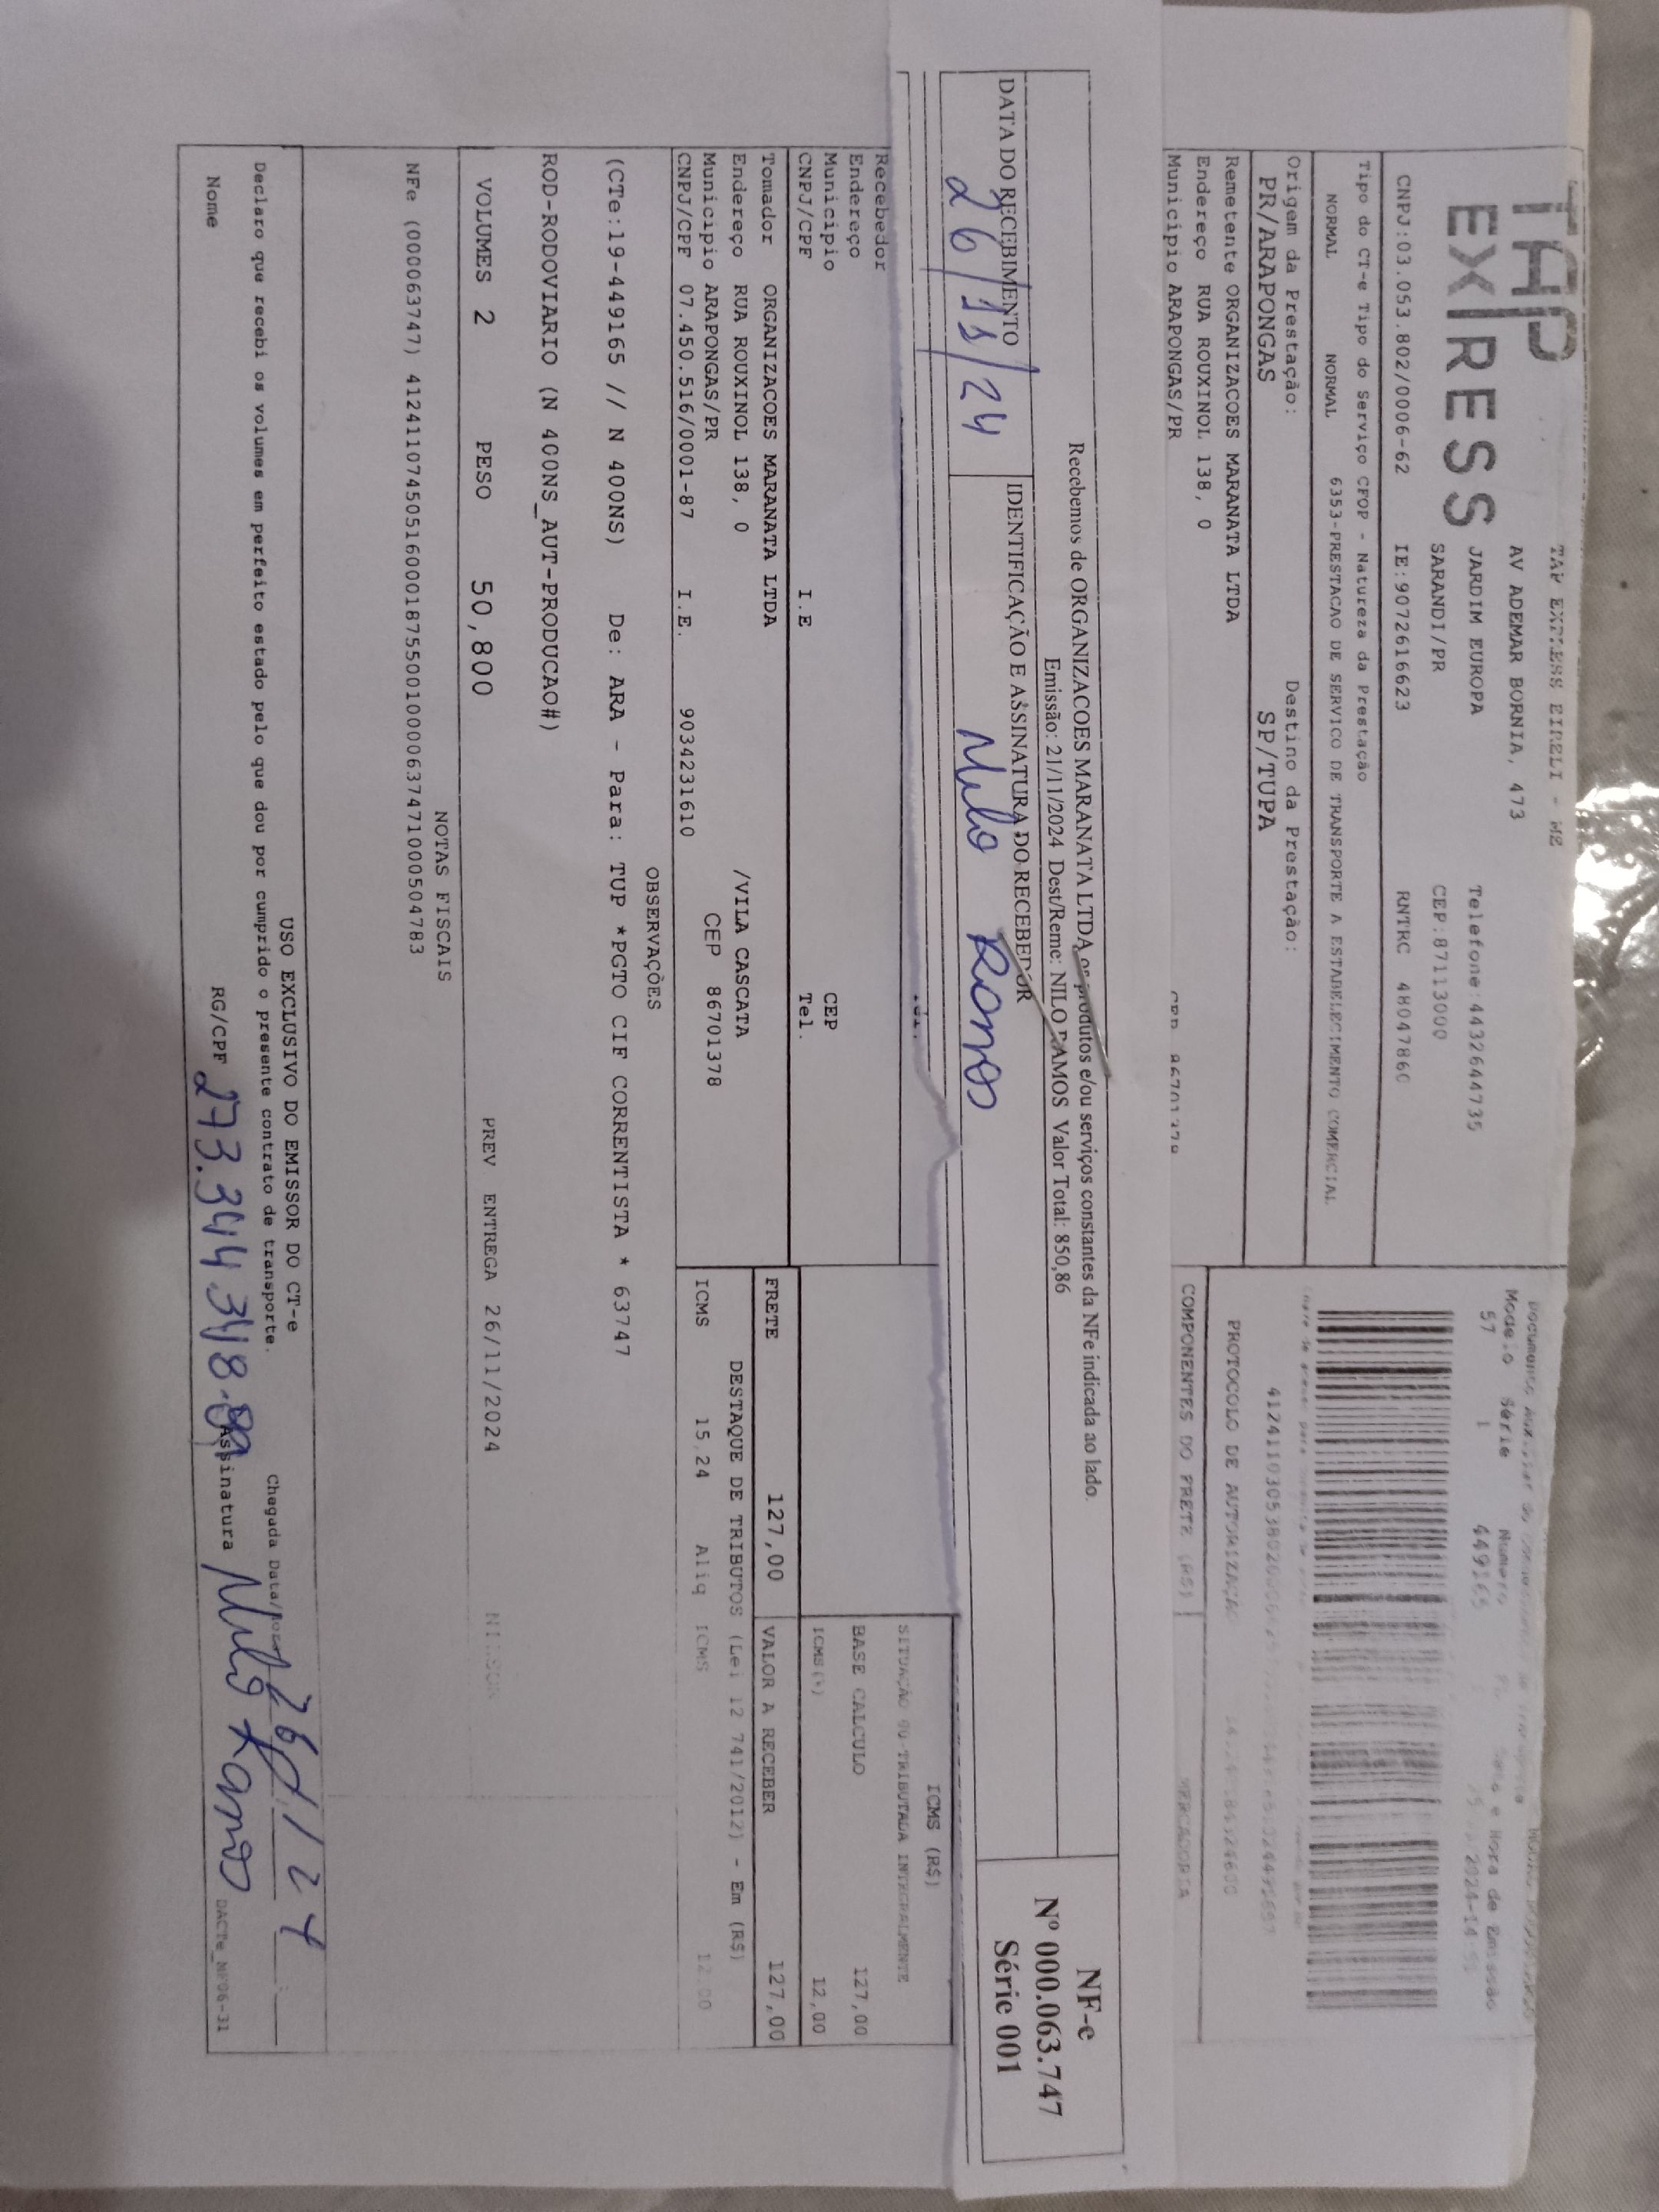 TAP
EXPRESS
TAP EXPRESS EIRELI - ME
AV ADEMAR BORNIA, 473
JARDIM EUROPA Telefone:4432644735
SARANDI/PR CEP:87113000
CNPJ:03.053.802/0006-62 IE:9072616623 RNTRC 48047860
Modelo Série Número
57 1 449165
Tipo do CT-e Tipo do Serviço CFOP - Natureza da Prestação
NORMAL NORMAL 6353-PRESTACAO DE SERVICO DE TRANSPORTE A ESTABELECIMENTO COMERCIAL
Origem da Prestação: Destino da Prestação:
PR/ARAPONGAS SP/TUPA
PROTOCOLO DE AUTORIZAÇÃO
Remetente ORGANIZACOES MARANATA LTDA
Endereço RUA ROUXINOL 138, 0
Municipio ARAPONGAS/PR
COMPONENTES DO FRETE (R$) MERCADORIA
Recebemos de ORGANIZACOES MARANATA LTDA os produtos e/ou serviços constantes da NFe indicada ao lado.
Emissão: 21/11/2024 Dest/Reme: NILO RAMOS Valor Total: 850,86
DATA DO RECEBIMENTO IDENTIFICAÇÃO E ASSINATURA DO RECEBEDOR
26/11/24 Nilo Ramos
NF-e
Nº 000.063.747
Série 001
Recebedor
Endereço
Municipio CEP
CNPJ/CPF I.E Tel.
ICMS (R$)
SITUAÇÃO 00-TRIBUTADA INTEGRALMENTE
BASE CALCULO 127,00
ICMS(%) 12,00
Tomador ORGANIZACOES MARANATA LTDA
Endereço RUA ROUXINOL 138, 0 /VILA CASCATA
Municipio ARAPONGAS/PR CEP 86701378
CNPJ/CPF 07.450.516/0001-87 I.E. 9034231610
FRETE 127,00 VALOR A RECEBER 127,00
DESTAQUE DE TRIBUTOS (Lei 12 741/2012) - Em (R$)
ICMS 15,24 Aliq ICMS 12,00
OBSERVAÇÕES
(CTe:19-449165 // N 400NS) De: ARA - Para: TUP *PGTO CIF CORRENTISTA * 63747
ROD-RODOVIARIO (N 400NS_AUT-PRODUCAO#)
VOLUMES 2 PESO 50,800 PREV ENTREGA 26/11/2024
NOTAS FISCAIS
NFe (000063747) 41241107450516000187550010000637471000504783
USO EXCLUSIVO DO EMISSOR DO CT-e
Declaro que recebi os volumes em perfeito estado pelo que dou por cumprido o presente contrato de transporte. Chegada Data/Hora 26/11/24
Nome RG/CPF Assinatura Nilo Ramos DACTe_NF06-31